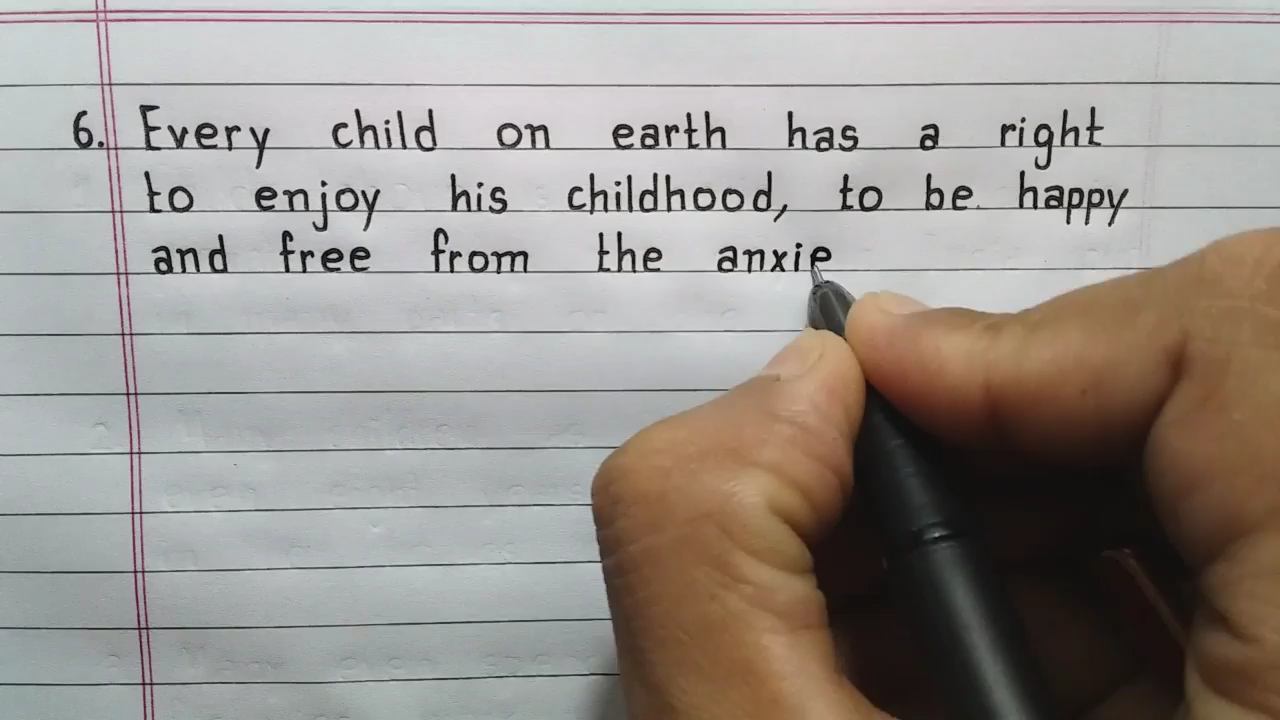 6. Every child on earth has a right
to enjoy his childhood, to be happy
and free from the anxie